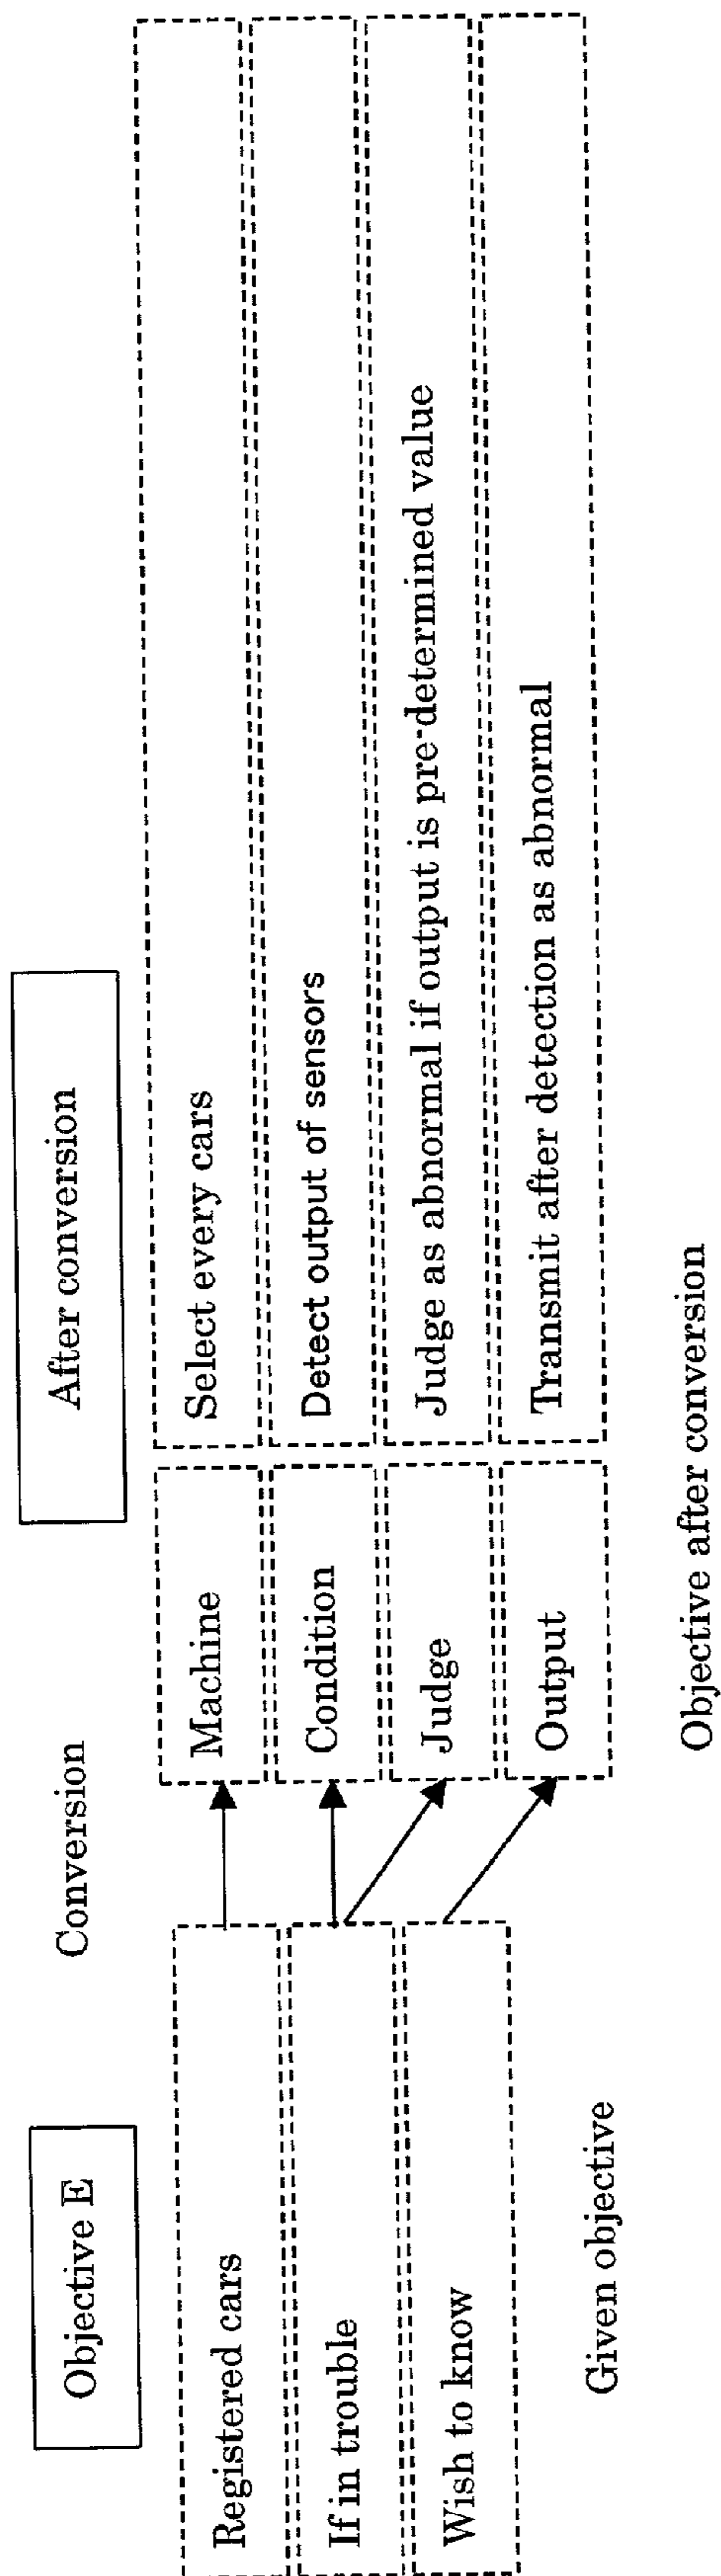 Objective E
Conversion
After conversion
Registered cars
Machine
Select every cars
If in trouble
Condition
Detect output of sensors
Wish to know
Judge
Judge as abnormal if output is pre-determined value
Output
Transmit after detection as abnormal
Given objective
Objective after conversion